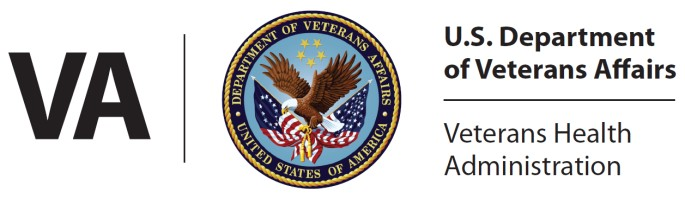 VA
DEPARTMENT OF VETERANS AFFAIRS
UNITED STATES OF AMERICA
U.S. Department
of Veterans Affairs
Veterans Health
Administration